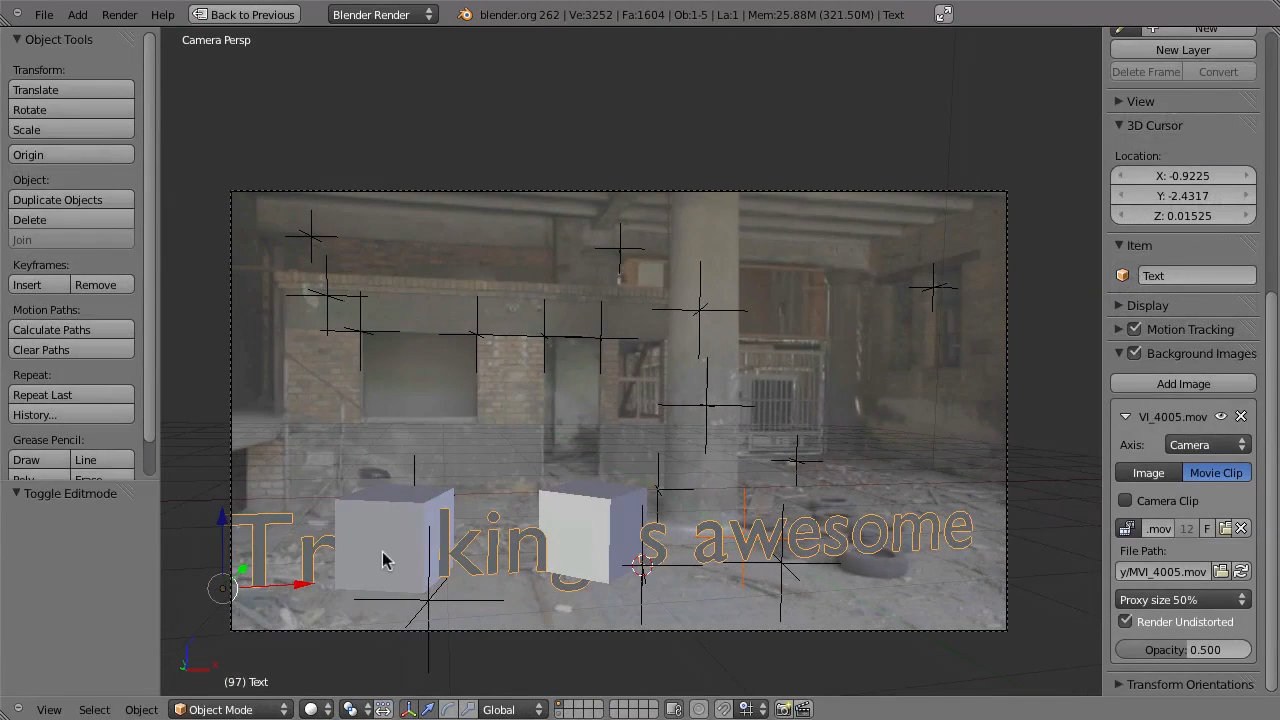 File Add Render Help Back to Previous Blender Render blender.org 262 | Ve:3252 | Fa:1604 | Ob:1-5 | La:1 | Mem:25.88M (321.50M) | Text
Object Tools
Transform:
Translate
Rotate
Scale
Origin
Object:
Duplicate Objects
Delete
Join
Keyframes:
Insert Remove
Motion Paths:
Calculate Paths
Clear Paths
Repeat:
Repeat Last
History...
Grease Pencil:
Draw Line
Toggle Editmode
Camera Persp
awesome
(97) Text
New
New Layer
Delete Frame Convert
View
3D Cursor
Location:
X: -0.9225
Y: -2.4317
Z: 0.01525
Item
Text
Display
Motion Tracking
Background Images
Add Image
VI_4005.mov
Axis: Camera
Image Movie Clip
Camera Clip
.mov 12 F
File Path:
y/MVI_4005.mov
Proxy size 50%
Render Undistorted
Opacity: 0.500
Transform Orientations
View Select Object Object Mode Global